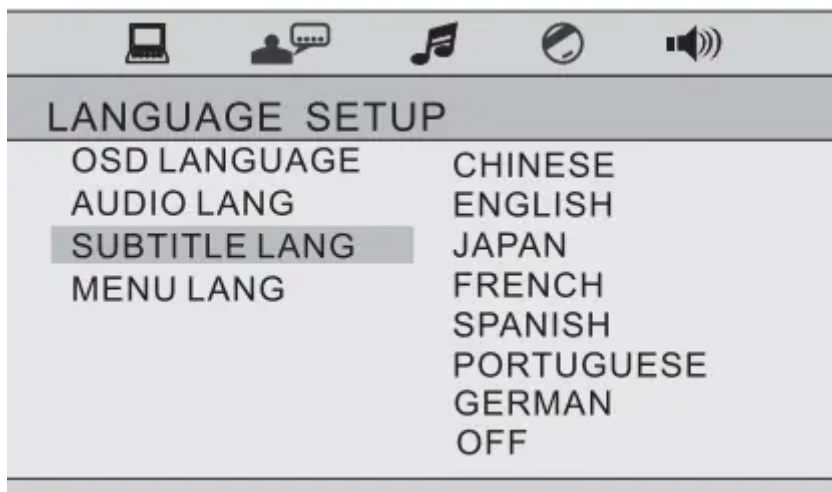 LANGUAGE SETUP
OSD LANGUAGE
AUDIO LANG
SUBTITLE LANG
MENU LANG
CHINESE
ENGLISH
JAPAN
FRENCH
SPANISH
PORTUGUESE
GERMAN
OFF